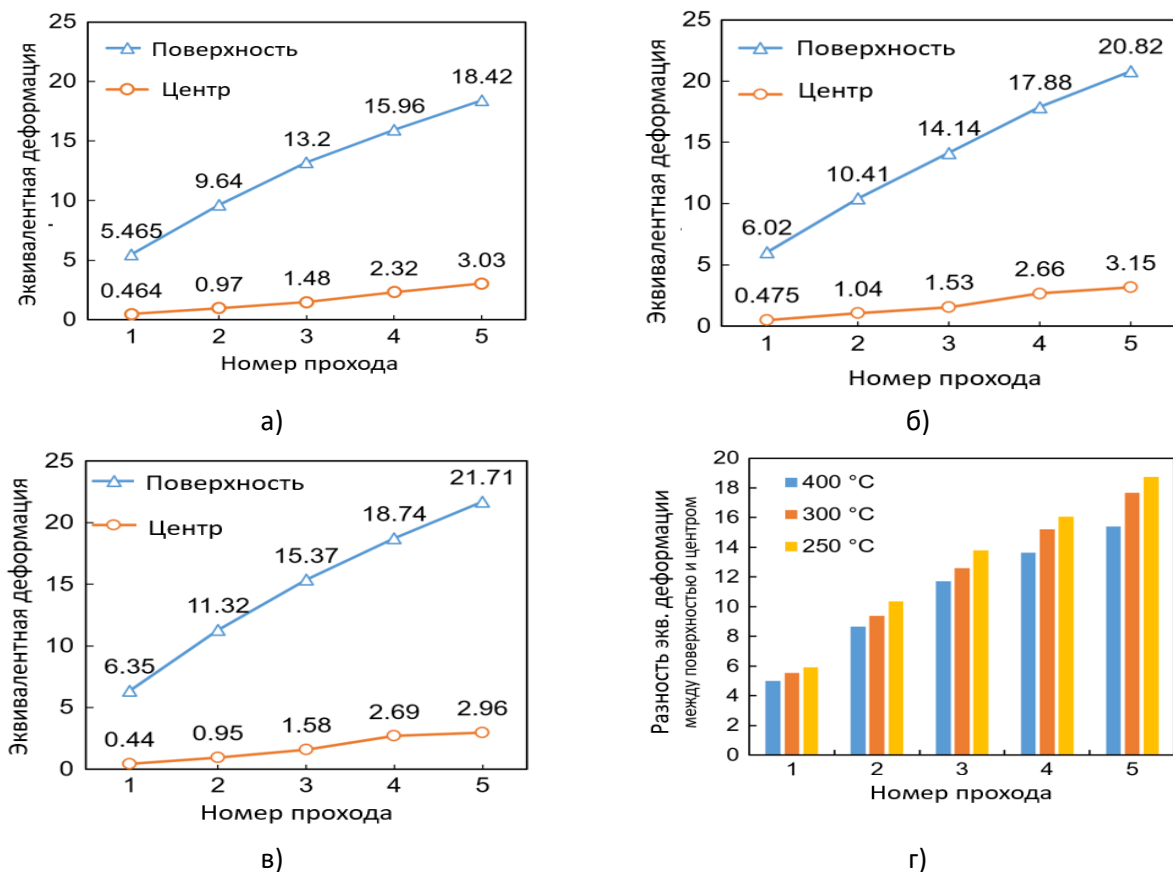 Эквивалентная деформация
25
20
15
10
5
0
Поверхность
Центр
5.465
9.64
13.2
15.96
18.42
0.464
0.97
1.48
2.32
3.03
1 2 3 4 5
Номер прохода
а)
Эквивалентная деформация
25
20
15
10
5
0
Поверхность
Центр
6.02
10.41
14.14
17.88
20.82
0.475
1.04
1.53
2.66
3.15
1 2 3 4 5
Номер прохода
б)
Эквивалентная деформация
25
20
15
10
5
0
Поверхность
Центр
6.35
11.32
15.37
18.74
21.71
0.44
0.95
1.58
2.69
2.96
1 2 3 4 5
Номер прохода
в)
Разность экв. деформации
между поверхностью и центром
20
18
16
14
12
10
8
6
4
2
0
400 °C
300 °C
250 °C
1 2 3 4 5
Номер прохода
г)